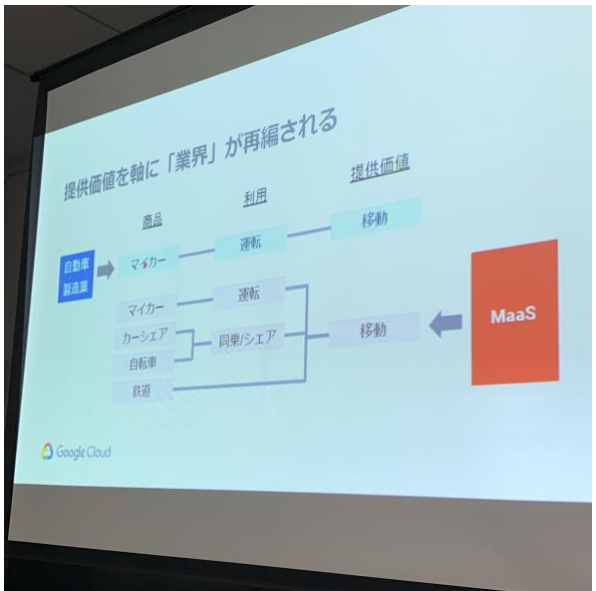 提供価値を軸に「業界」が再編される
商品
利用
提供価値
自動車
製造業
マイカー
運転
移動
マイカー
運転
カーシェア
自転車
同乗/シェア
移動
鉄道
MaaS
Google Cloud